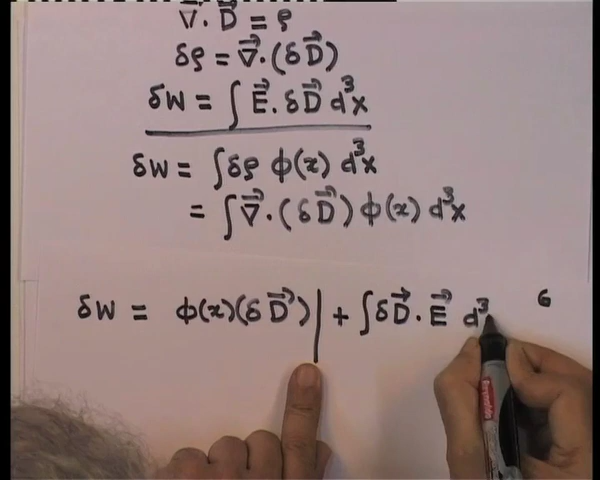 ∇⃗ · D⃗ = ρ
δρ = ∇⃗ · (δD⃗)
δW = ∫ E⃗ . δD⃗ d³x
δW = ∫δρ φ(x) d³x
= ∫ ∇⃗ · (δD⃗) φ(x) d³x
6
δW = φ(x)(δD⃗)| + ∫δD⃗ . E⃗ d³